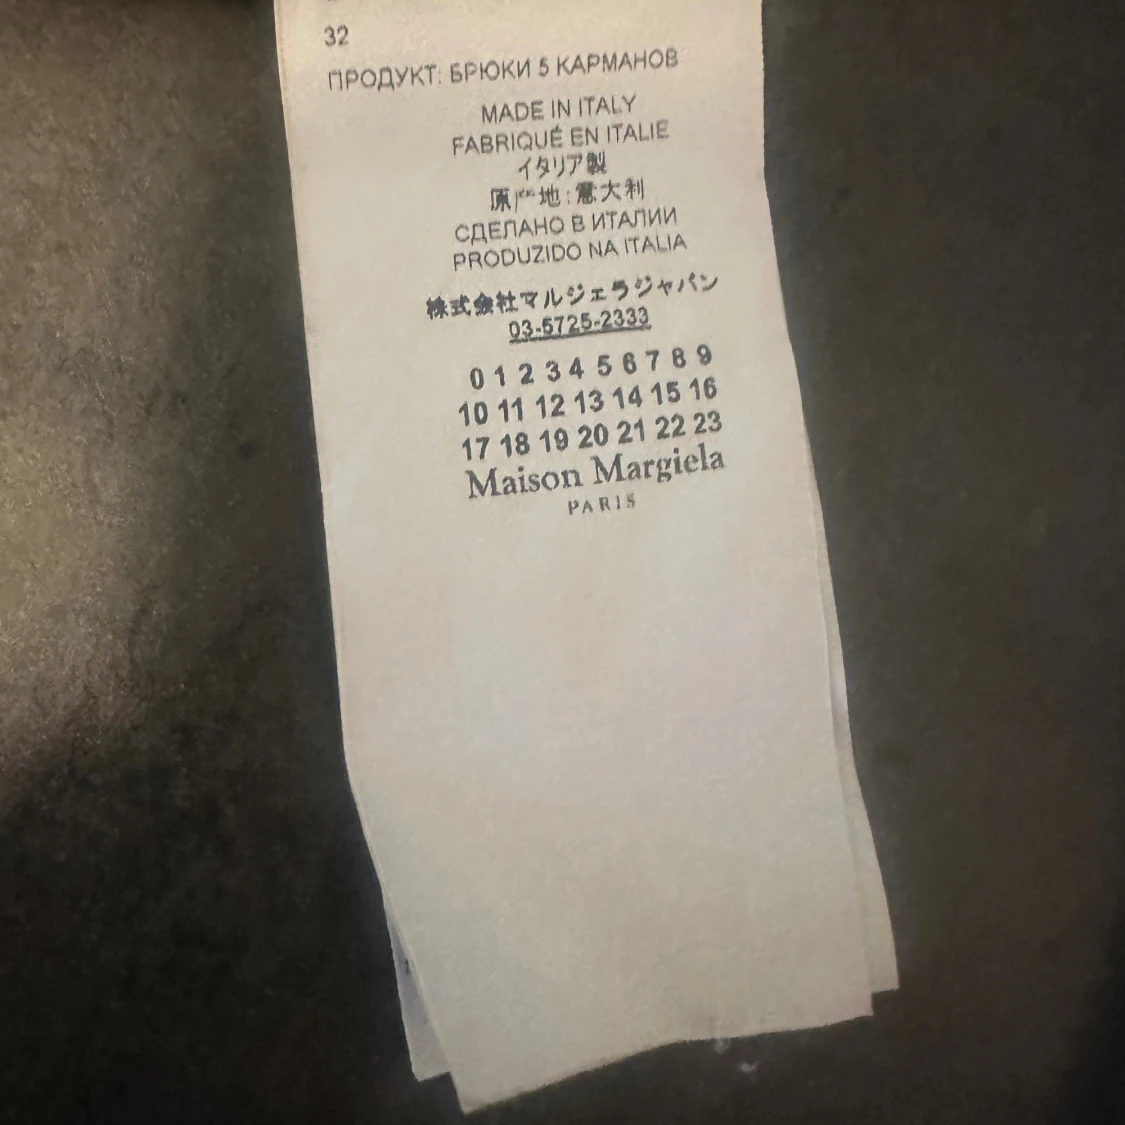 32
ПРОДУКТ: БРЮКИ 5 КАРМАНОВ
MADE IN ITALY
FABRIQUÉ EN ITALIE
イタリア製
原产地:意大利
СДЕЛАНО В ИТАЛИИ
PRODUZIDO NA ITALIA
株式会社マルジェラジャパン
03-5725-2333
0 1 2 3 4 5 6 7 8 9
10 11 12 13 14 15 16
17 18 19 20 21 22 23
Maison Margiela
PARIS